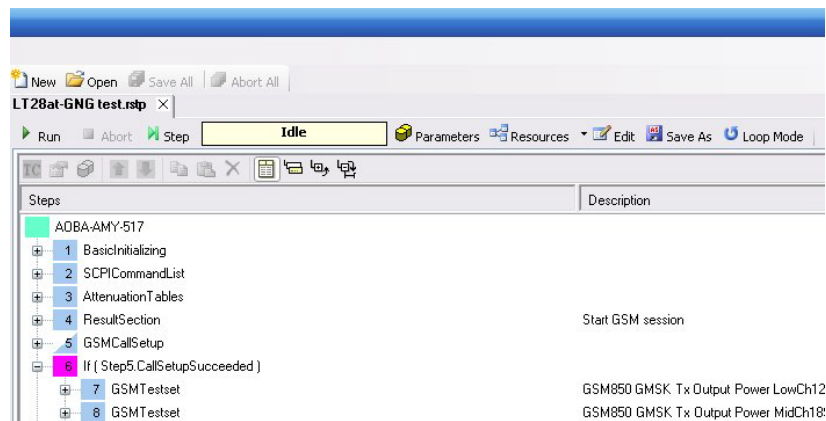 New Open Save All Abort All
LT28at-GNG test.rstp
Run Abort Step Idle Parameters Resources Edit Save As Loop Mode
TC
Steps Description
AOBA-AMY-517
1 BasicInitializing
2 SCPICommandList
3 AttenuationTables
4 ResultSection Start GSM session
5 GSMCallSetup
6 If ( Step5.CallSetupSucceeded )
7 GSMTestset GSM850 GMSK Tx Output Power LowCh12
8 GSMTestset GSM850 GMSK Tx Output Power MidCh18